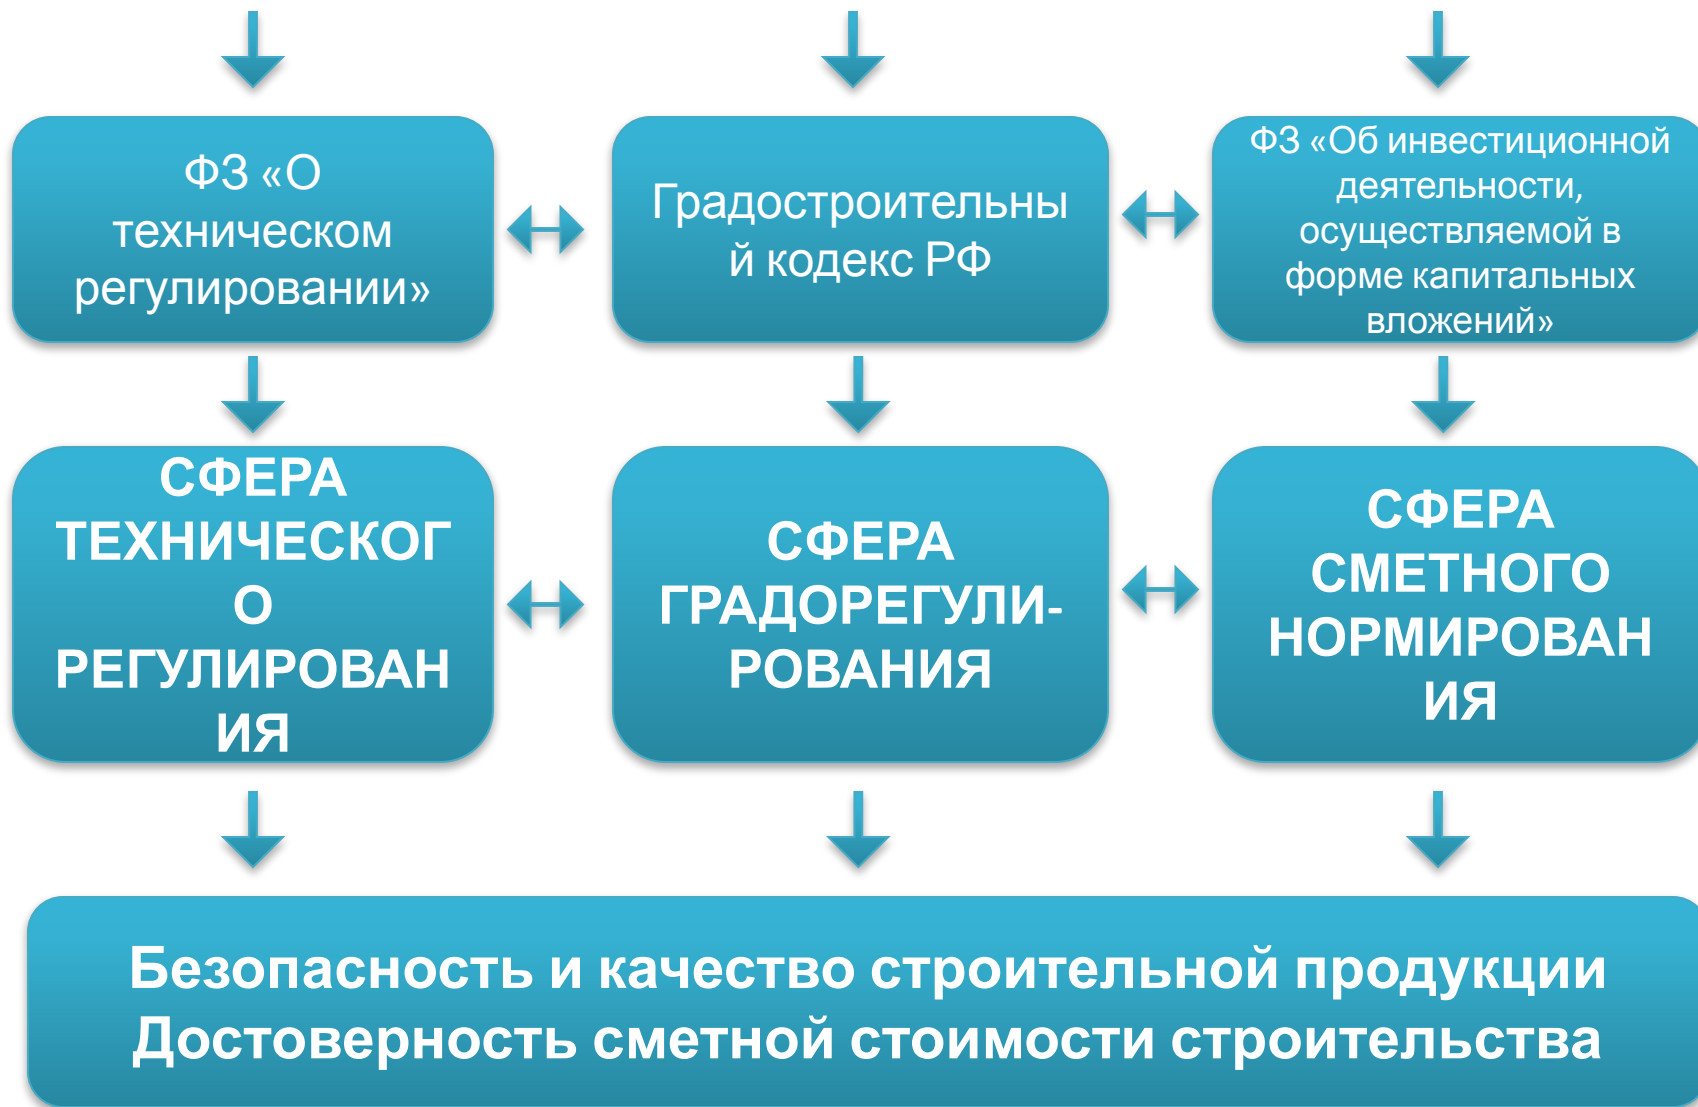 ФЗ «О
техническом
регулировании»
Градостроительны
й кодекс РФ
ФЗ «Об инвестиционной
деятельности,
осуществляемой в
форме капитальных
вложений»
СФЕРА
ТЕХНИЧЕСКОГ
О
РЕГУЛИРОВАН
ИЯ
СФЕРА
ГРАДОРЕГУЛИ-
РОВАНИЯ
СФЕРА
СМЕТНОГО
НОРМИРОВАН
ИЯ
Безопасность и качество строительной продукции
Достоверность сметной стоимости строительства